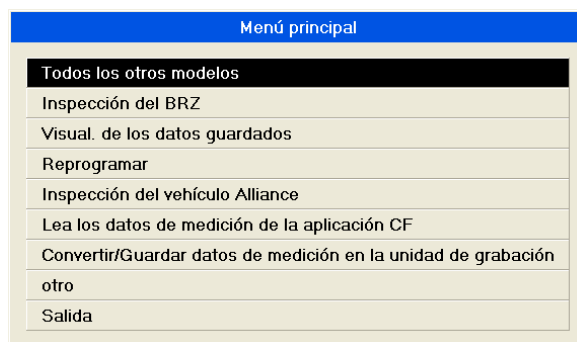 Menú principal
Todos los otros modelos
Inspección del BRZ
Visual. de los datos guardados
Reprogramar
Inspección del vehículo Alliance
Lea los datos de medición de la aplicación CF
Convertir/Guardar datos de medición en la unidad de grabación
otro
Salida